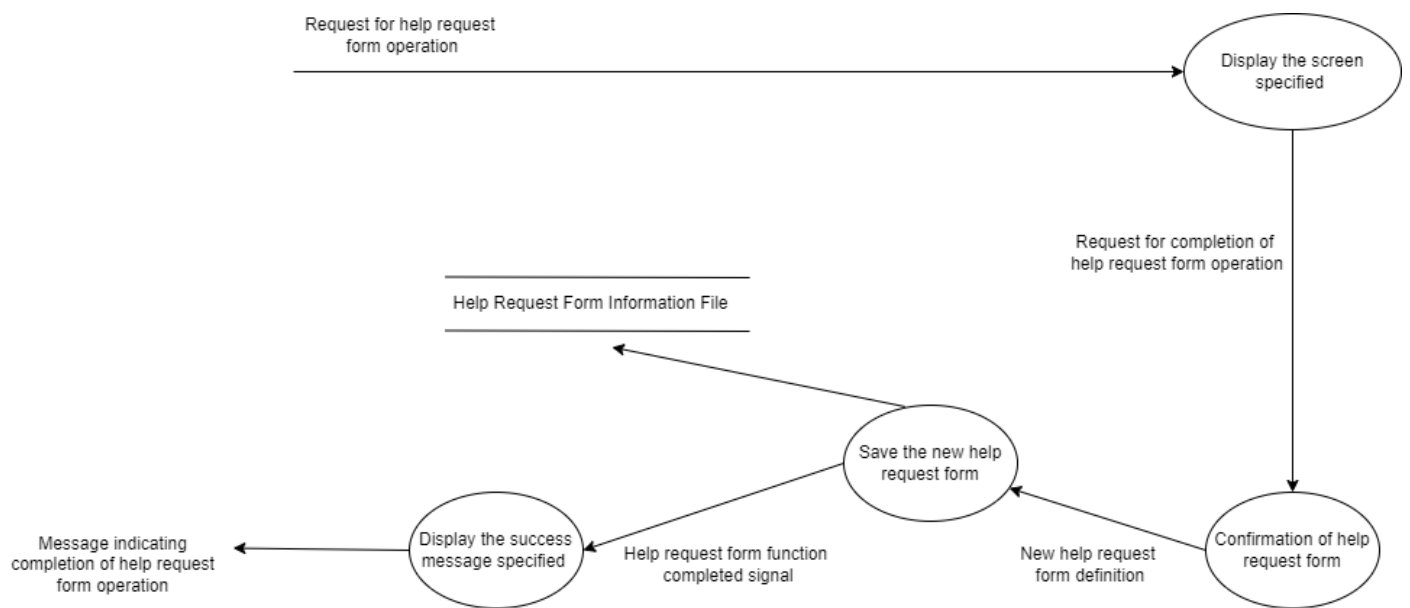 Request for help request
form operation
Display the screen
specified
Request for completion of
help request form operation
Help Request Form Information File
Save the new help
request form
Display the success
message specified
Confirmation of help
request form
Message indicating
completion of help request
form operation
Help request form function
completed signal
New help request
form definition